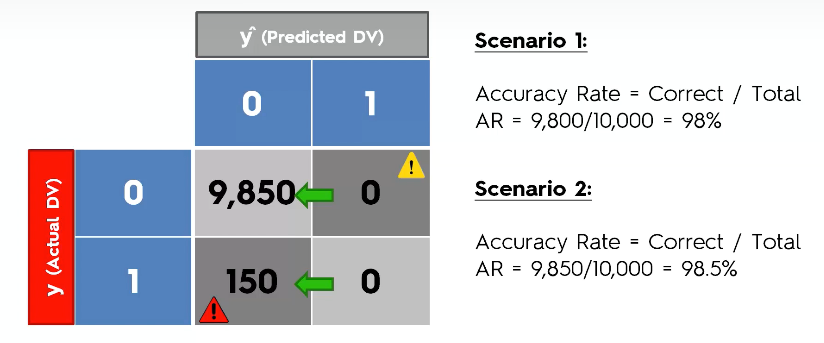 y^ (Predicted DV)
0 1
y (Actual DV)
0 9,850 0
1 150 0
Scenario 1:
Accuracy Rate = Correct / Total
AR = 9,800/10,000 = 98%
Scenario 2:
Accuracy Rate = Correct / Total
AR = 9,850/10,000 = 98.5%